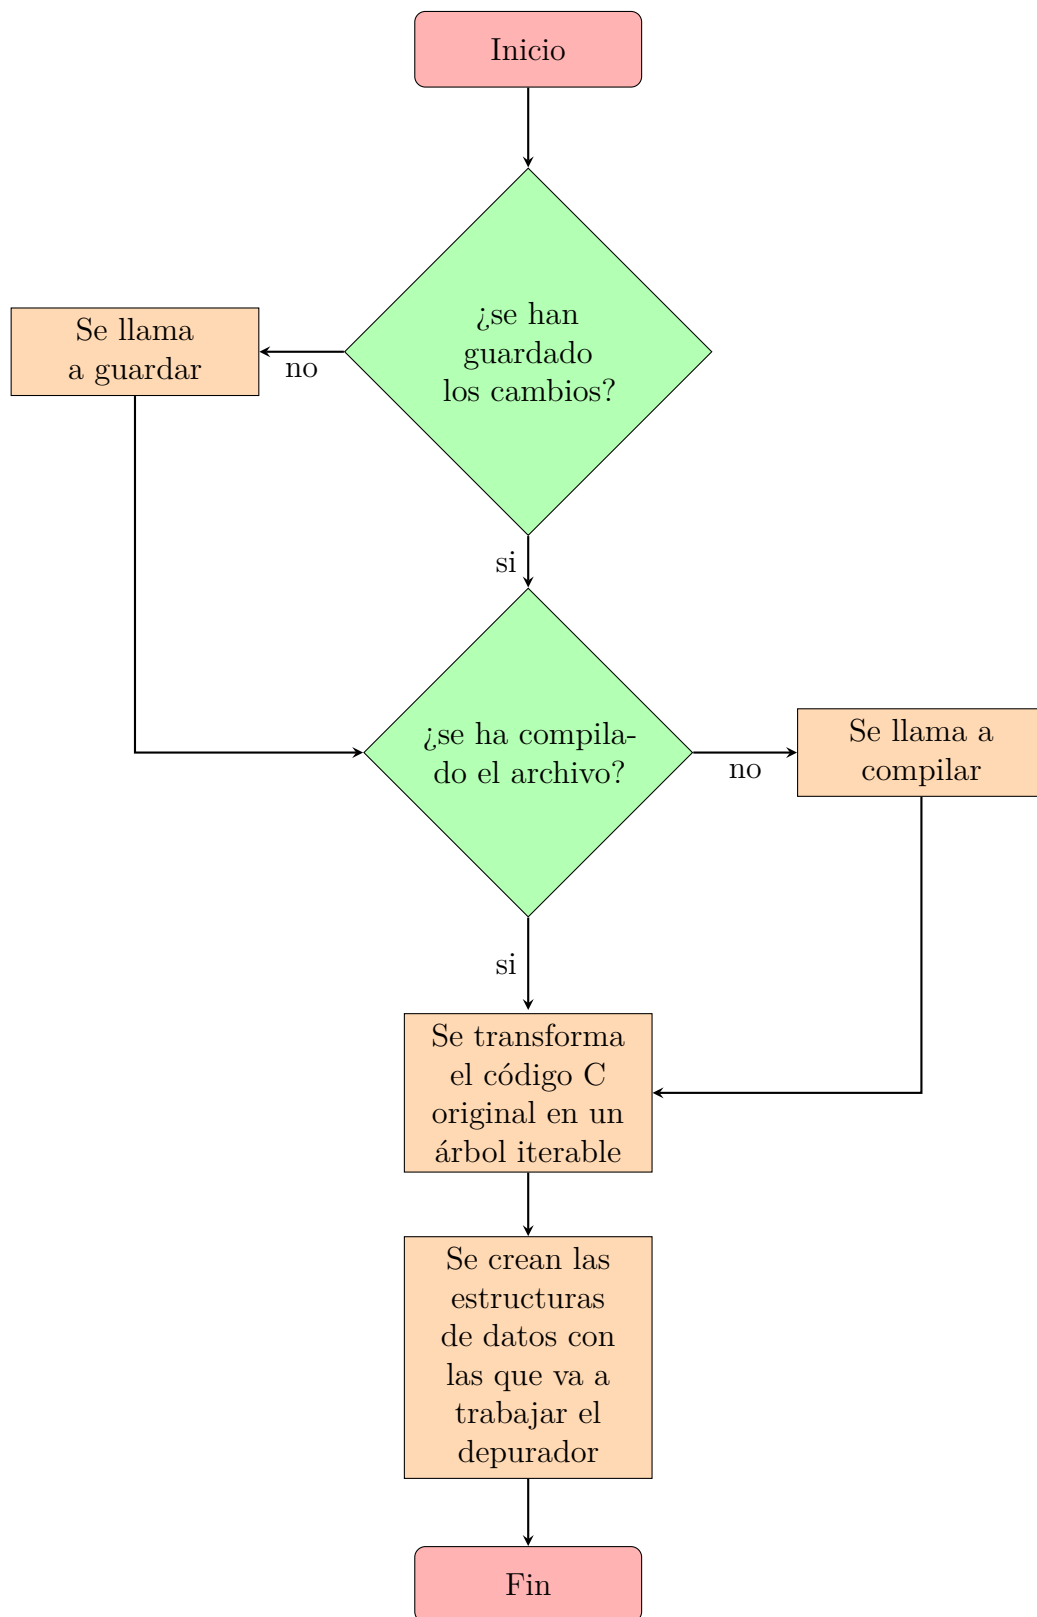 Inicio
¿se han
guardado
los cambios?
Se llama
a guardar
no
si
¿se ha compila-
do el archivo?
no
Se llama a
compilar
si
Se transforma
el código C
original en un
árbol iterable
Se crean las
estructuras
de datos con
las que va a
trabajar el
depurador
Fin